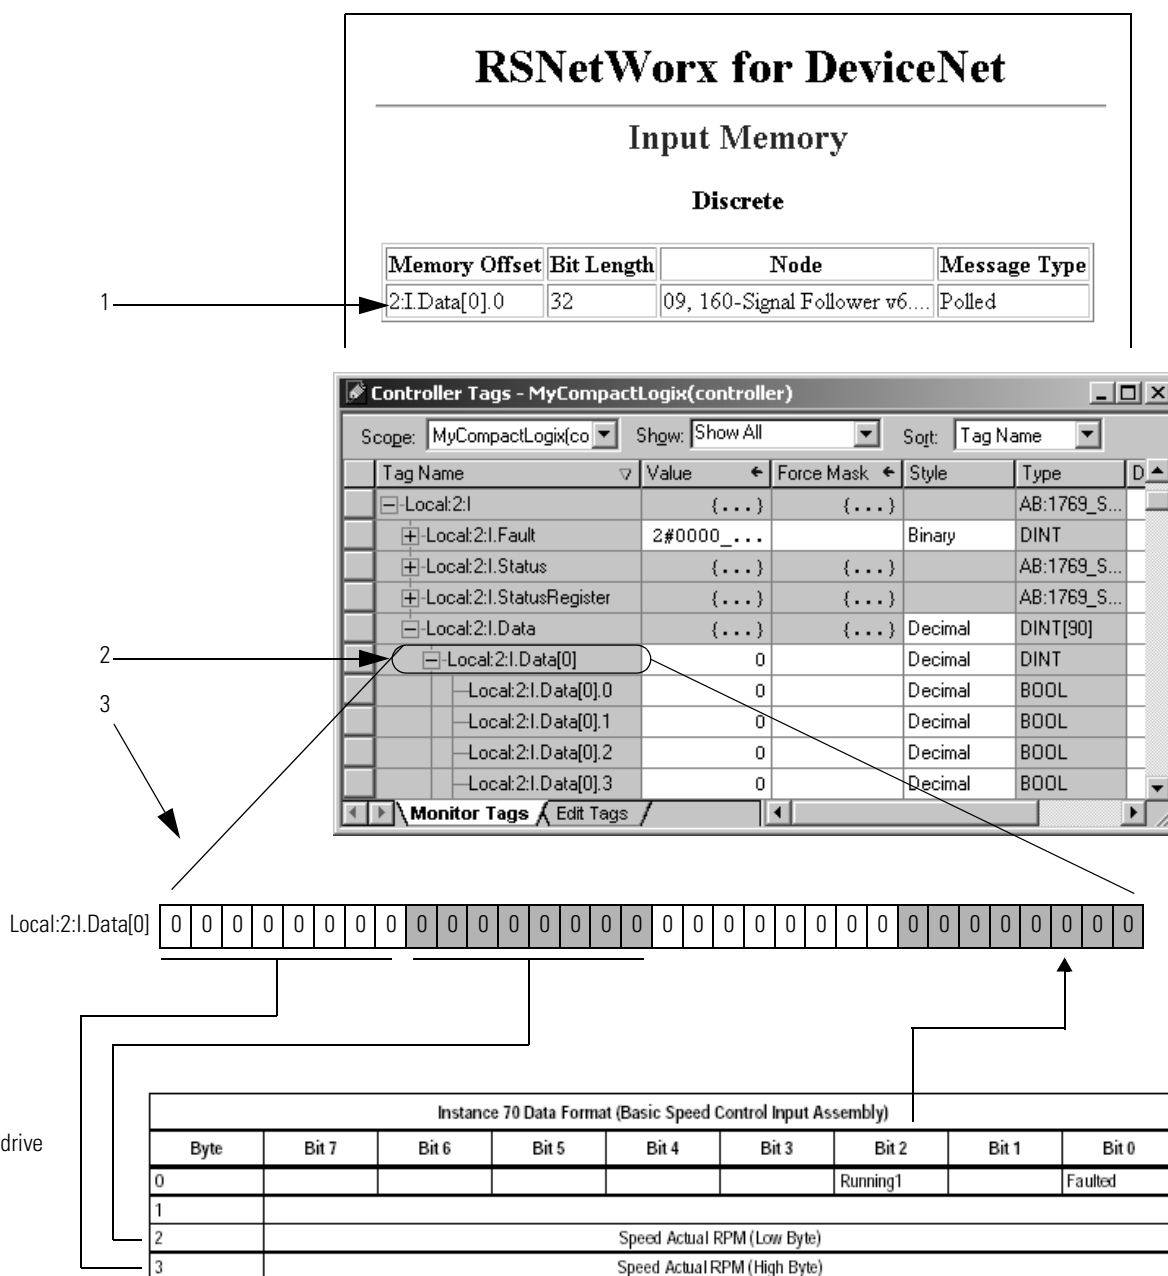 RSNetWorx for DeviceNet
Input Memory
Discrete
Memory Offset Bit Length Node Message Type
1 2:I.Data[0].0 32 09, 160-Signal Follower v6.... Polled
Controller Tags - MyCompactLogix(controller)
Scope: MyCompactLogix(co Show: Show All Sort: Tag Name
Tag Name Value Force Mask Style Type D
Local:2:I {...} {...} AB:1769_S...
Local:2:I.Fault 2#0000_... Binary DINT
Local:2:I.Status {...} {...} AB:1769_S...
Local:2:I.StatusRegister {...} {...} AB:1769_S...
Local:2:I.Data {...} {...} Decimal DINT[90]
2 Local:2:I.Data[0] 0 Decimal DINT
3 Local:2:I.Data[0].0 0 Decimal BOOL
Local:2:I.Data[0].1 0 Decimal BOOL
Local:2:I.Data[0].2 0 Decimal BOOL
Local:2:I.Data[0].3 0 Decimal BOOL
Monitor Tags Edit Tags
Local:2:I.Data[0] 0 0 0 0 0 0 0 0 0 0 0 0 0 0 0 0 0 0 0 0 0 0 0 0 0 0 0 0 0 0 0 0
Instance 70 Data Format (Basic Speed Control Input Assembly)
drive Byte Bit 7 Bit 6 Bit 5 Bit 4 Bit 3 Bit 2 Bit 1 Bit 0
0 Running1 Faulted
1
2 Speed Actual RPM (Low Byte)
3 Speed Actual RPM (High Byte)